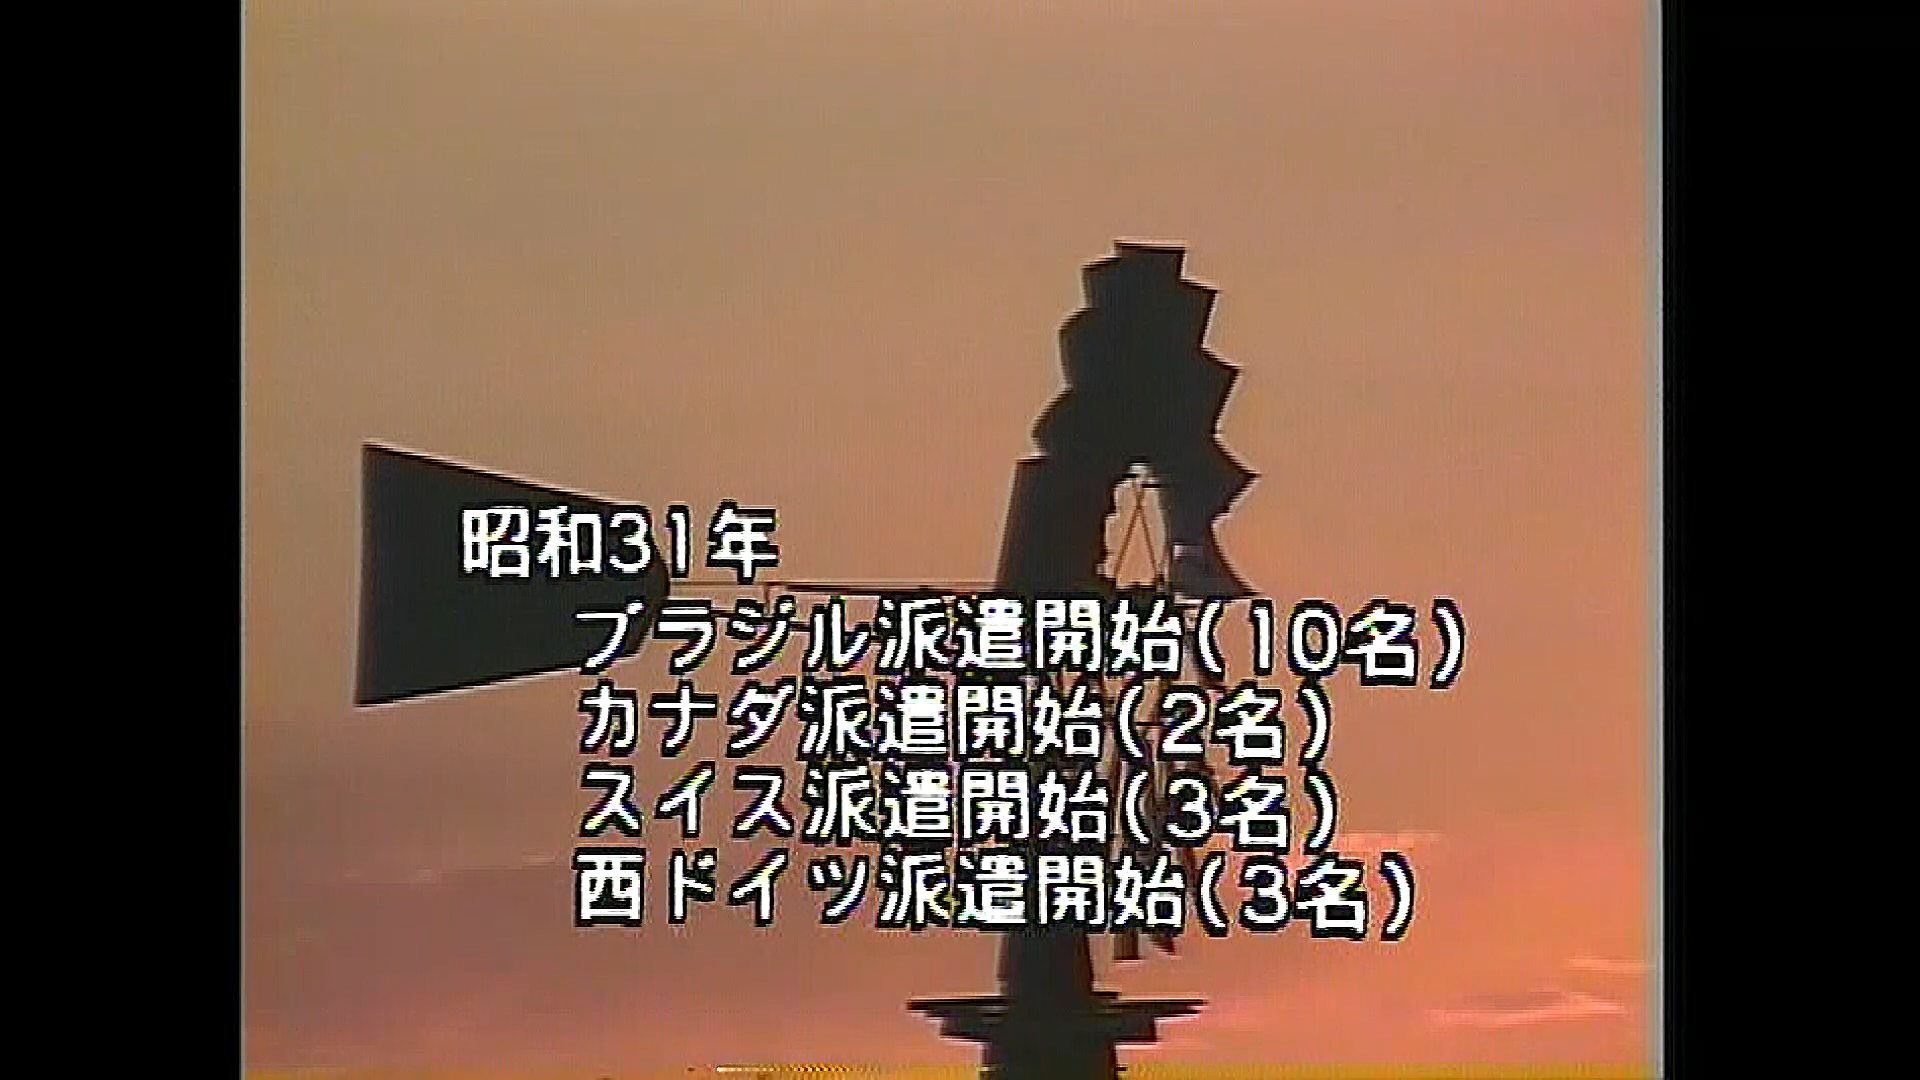 昭和31年
ブラジル派遣開始(10名)
カナダ派遣開始(2名)
スイス派遣開始(3名)
西ドイツ派遣開始(3名)